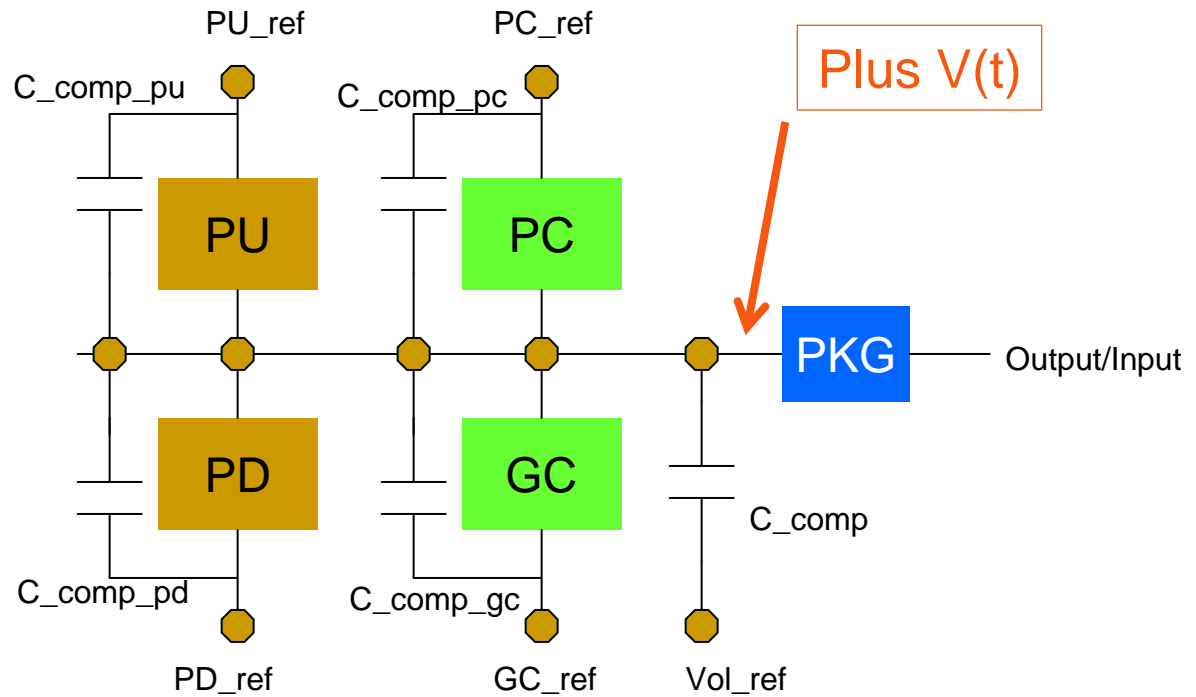 PU_ref
PC_ref
Plus V(t)
C_comp_pu
C_comp_pc
PU
PC
PKG
Output/Input
PD
GC
C_comp
C_comp_pd
C_comp_gc
PD_ref
GC_ref
Vol_ref